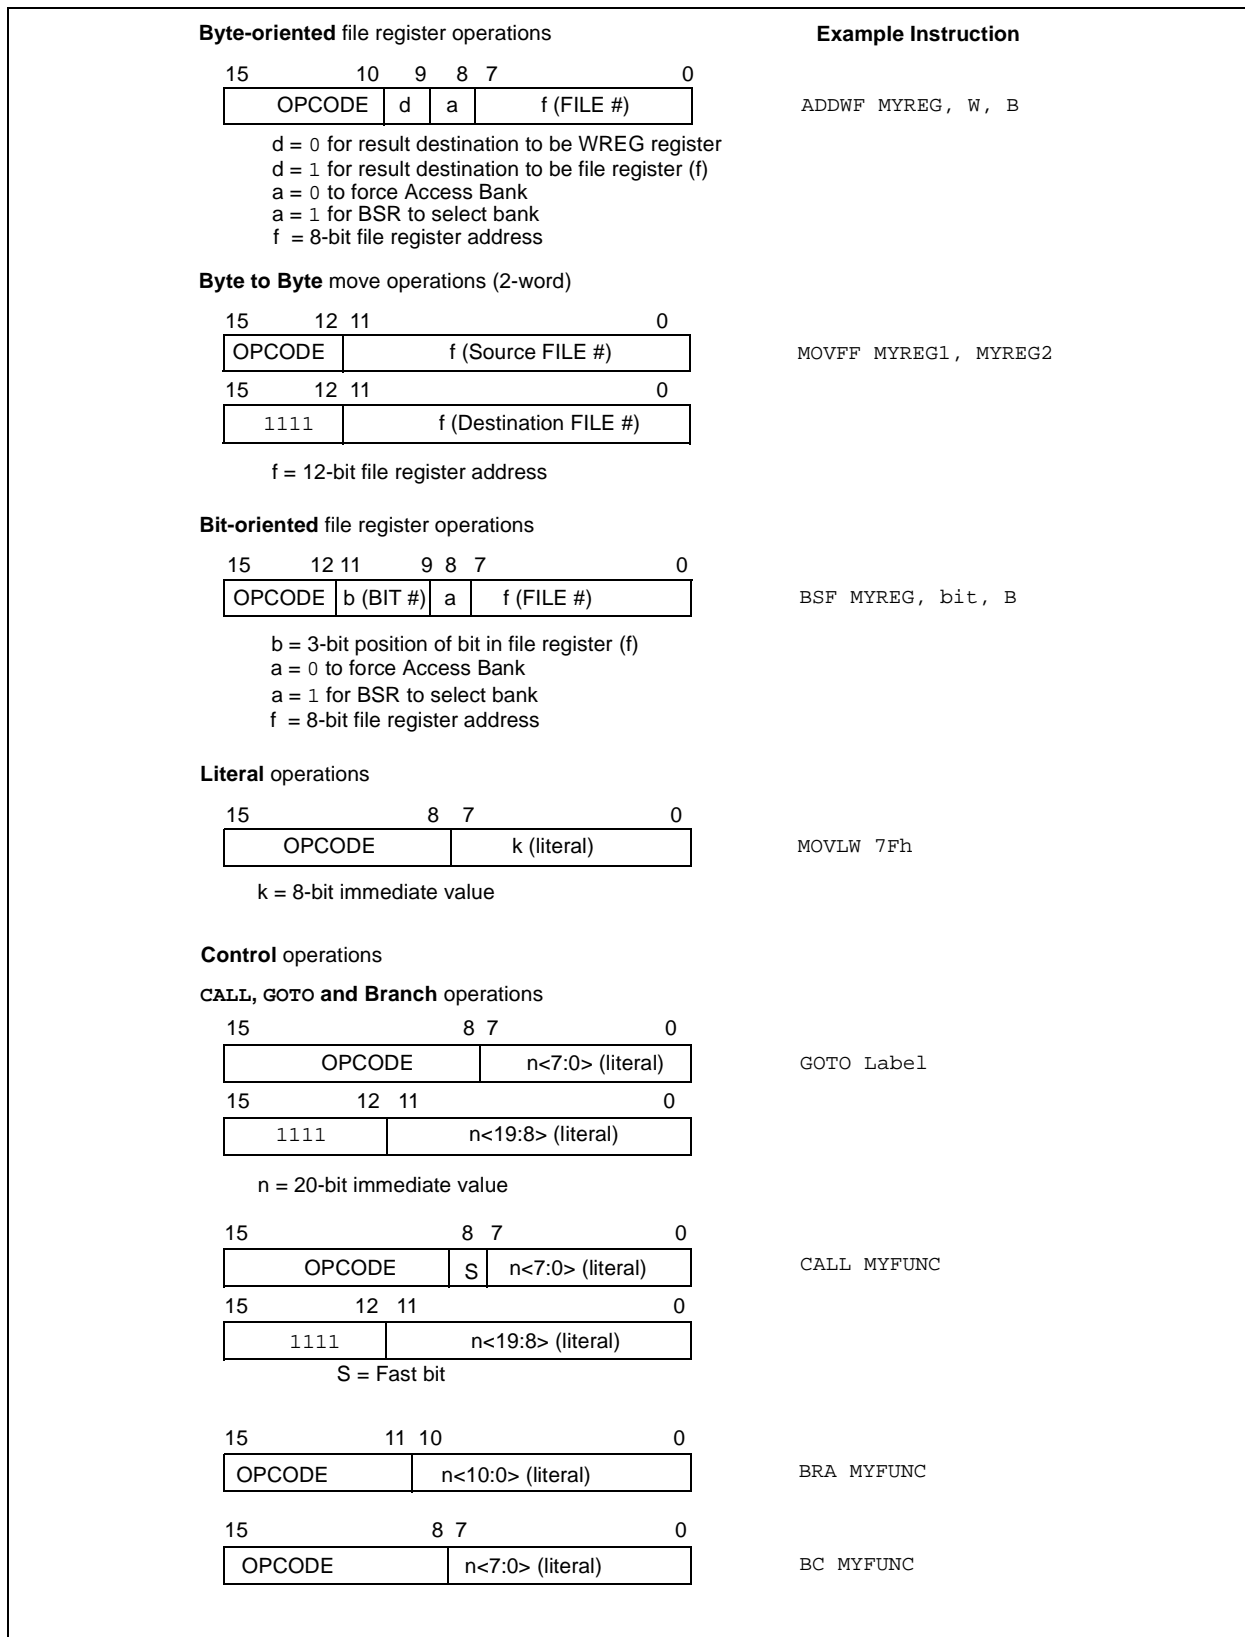 Byte-oriented file register operations Example Instruction
15 10 9 8 7 0
OPCODE d a f (FILE #) ADDWF MYREG, W, B
d = 0 for result destination to be WREG register
d = 1 for result destination to be file register (f)
a = 0 to force Access Bank
a = 1 for BSR to select bank
f = 8-bit file register address
Byte to Byte move operations (2-word)
15 12 11 0
OPCODE f (Source FILE #) MOVFF MYREG1, MYREG2
15 12 11 0
1111 f (Destination FILE #)
f = 12-bit file register address
Bit-oriented file register operations
15 12 11 9 8 7 0
OPCODE b (BIT #) a f (FILE #) BSF MYREG, bit, B
b = 3-bit position of bit in file register (f)
a = 0 to force Access Bank
a = 1 for BSR to select bank
f = 8-bit file register address
Literal operations
15 8 7 0
OPCODE k (literal) MOVLW 7Fh
k = 8-bit immediate value
Control operations
CALL, GOTO and Branch operations
15 8 7 0
OPCODE n<7:0> (literal) GOTO Label
15 12 11 0
1111 n<19:8> (literal)
n = 20-bit immediate value
15 8 7 0
OPCODE S n<7:0> (literal) CALL MYFUNC
15 12 11 0
1111 n<19:8> (literal)
S = Fast bit
15 11 10 0
OPCODE n<10:0> (literal) BRA MYFUNC
15 8 7 0
OPCODE n<7:0> (literal) BC MYFUNC